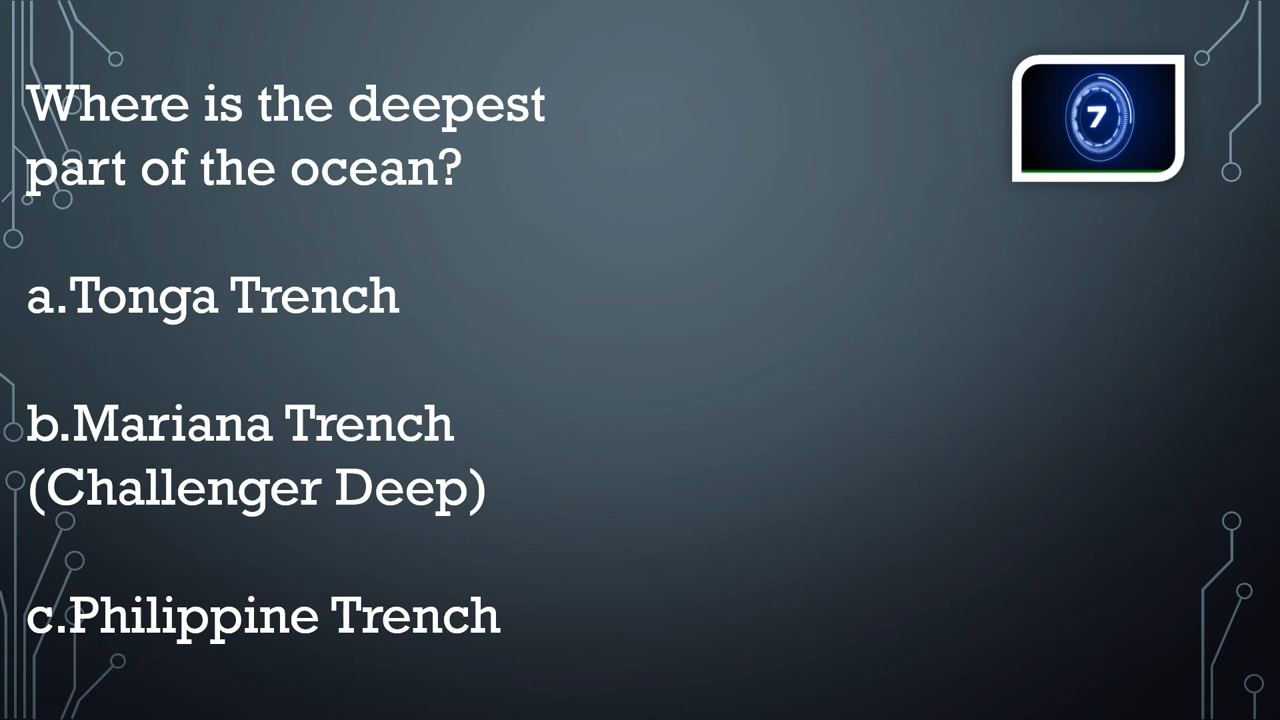 Where is the deepest
part of the ocean?
7
a.Tonga Trench
b.Mariana Trench
(Challenger Deep)
c.Philippine Trench